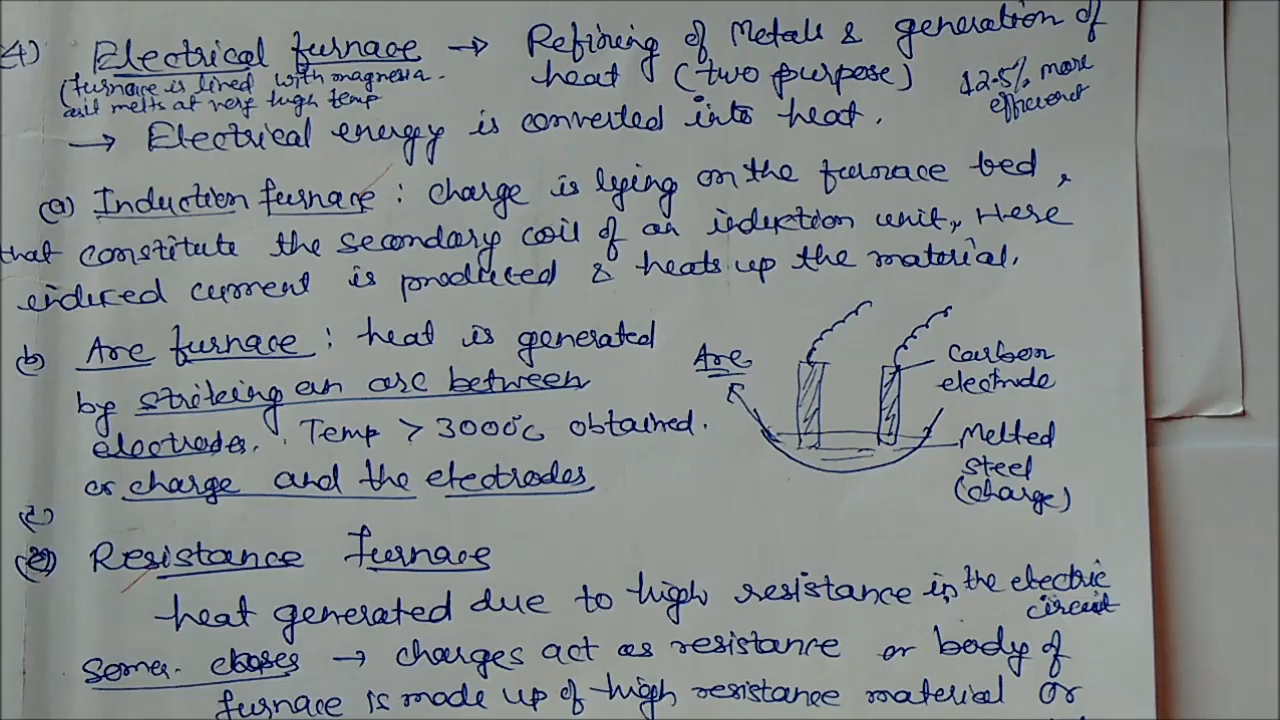 4) Electrical furnace → Refining of Metals & generation of
heat (two purpose)
(furnace is lined with magnesia.
melts at very high temp
12.5% more
efficient
→ Electrical energy is converted into heat.
(a) Induction furnace : charge is lying on the furnace bed,
that constitute the secondary coil of an induction unit, Here
induced current is produced & heats up the material.
(b) Arc furnace : heat is generated
by striking an arc between
electrodes. Temp > 3000°C obtained.
or charge and the electrodes
Arc
Carbon
electrode
Melted
steel
(charge)
(c)
Resistance furnace
heat generated due to high resistance in the electric
circuit
Some cases → charges act as resistance or body of
furnace is made up of high resistance material or